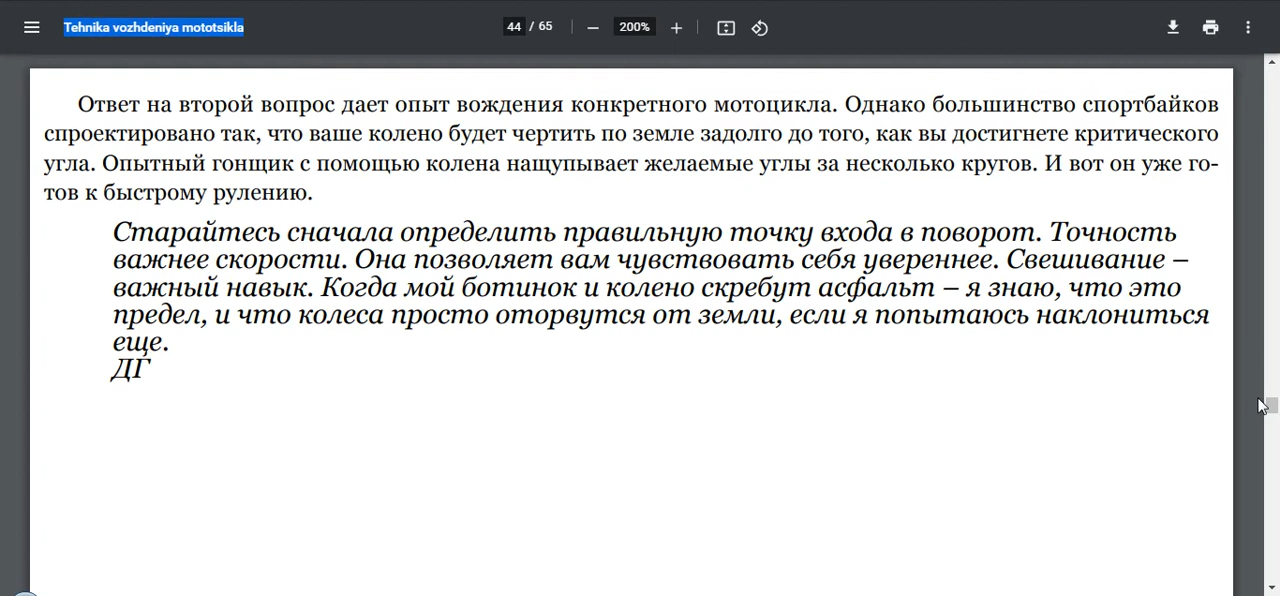 Tehnika vozhdeniya mototsikla
44 / 65
200%
Ответ на второй вопрос дает опыт вождения конкретного мотоцикла. Однако большинство спортбайков
спроектировано так, что ваше колено будет чертить по земле задолго до того, как вы достигнете критического
угла. Опытный гонщик с помощью колена нащупывает желаемые углы за несколько кругов. И вот он уже го-
тов к быстрому рулению.
Старайтесь сначала определить правильную точку входа в поворот. Точность
важнее скорости. Она позволяет вам чувствовать себя увереннее. Свешивание –
важный навык. Когда мой ботинок и колено скребут асфальт – я знаю, что это
предел, и что колеса просто оторвутся от земли, если я попытаюсь наклониться
еще.
ДГ